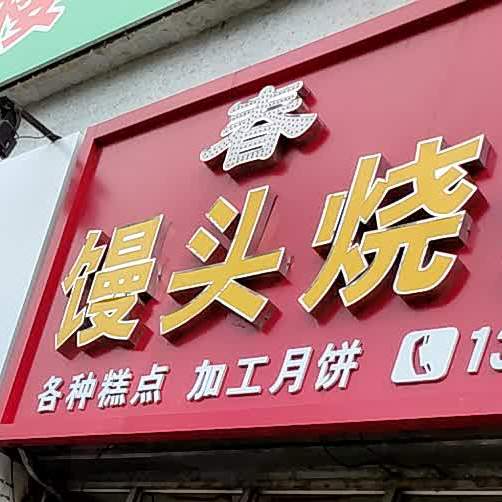 春
馒头烧
各种糕点 加工月饼 13